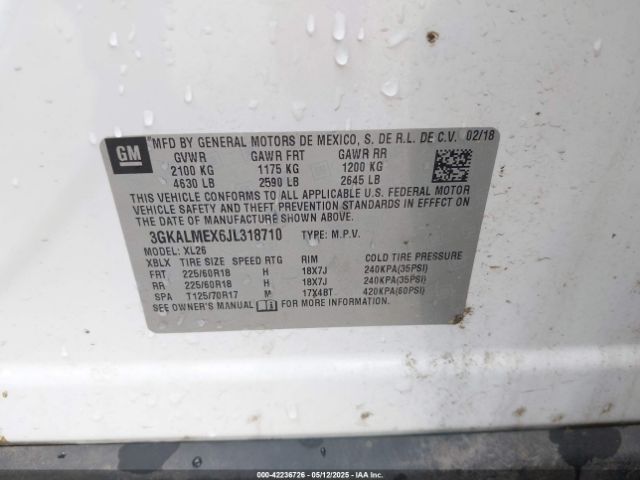 GM
MFD BY GENERAL MOTORS DE MEXICO, S. DE R.L. DE C.V. 02/18
GVWR GAWR FRT GAWR RR
2100 KG 1175 KG 1200 KG
4630 LB 2590 LB 2645 LB
THIS VEHICLE CONFORMS TO ALL APPLICABLE U.S. FEDERAL MOTOR
VEHICLE SAFETY AND THEFT PREVENTION STANDARDS IN EFFECT ON THE
DATE OF MANUFACTURE SHOWN ABOVE.
3GKALMEX6JL318710 TYPE: M.P.V.
MODEL: XL26
XBLX TIRE SIZE SPEED RTG RIM COLD TIRE PRESSURE
FRT 225/60R18 H 18X7J 240KPA(35PSI)
RR 225/60R18 H 18X7J 240KPA(35PSI)
SPA T125/70R17 M 17X4BT 420KPA(60PSI)
SEE OWNER'S MANUAL FOR MORE INFORMATION.
000-42236726 - 05/12/2025 - IAAI.COM